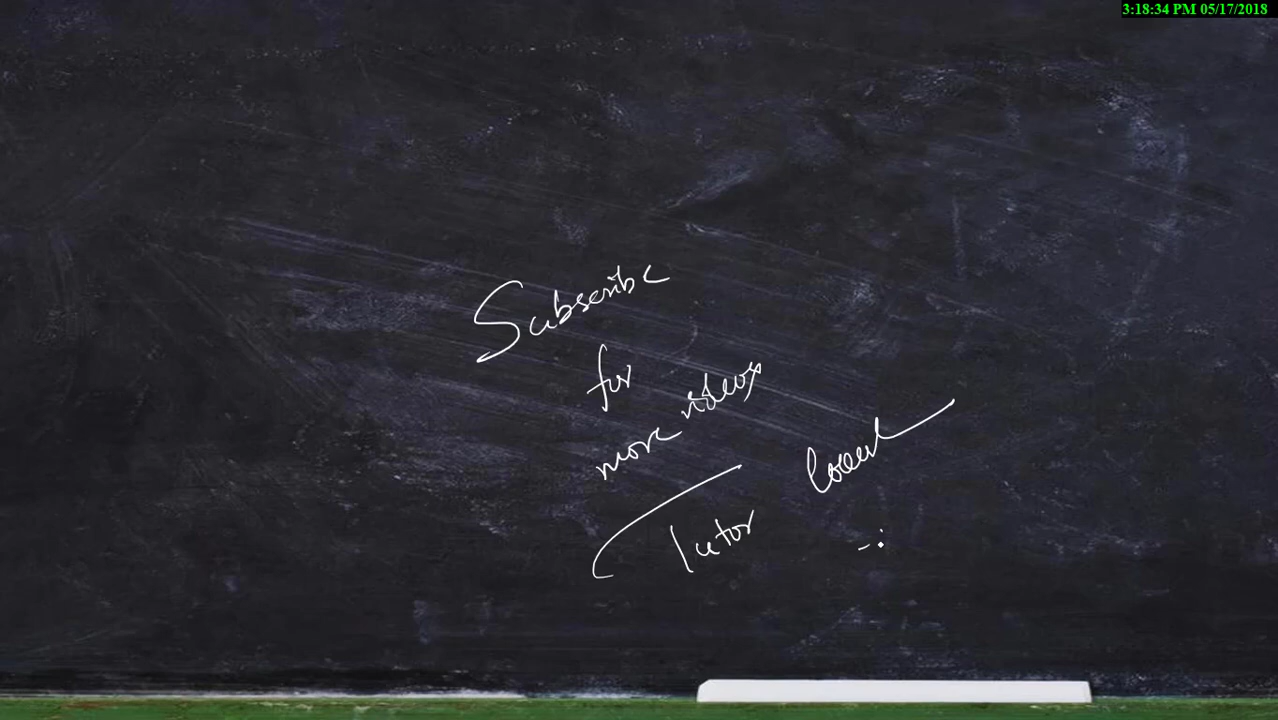 3:18:34 PM 05/17/2018
Subscribe
for
more videos
Tutor